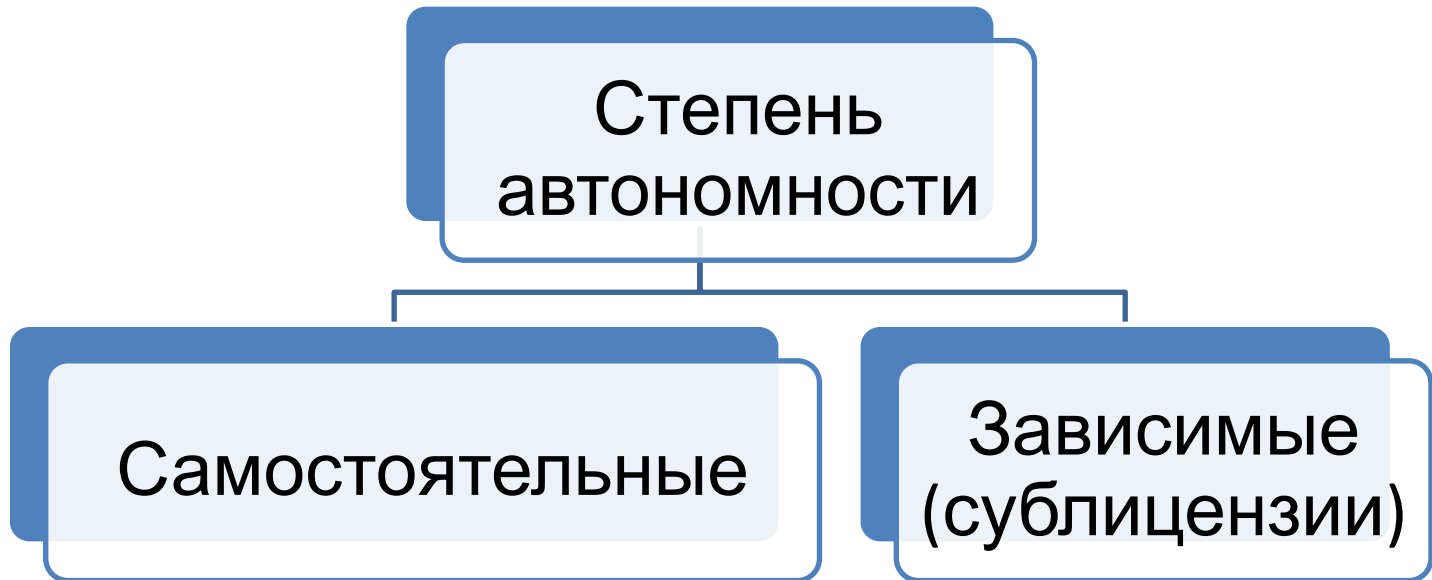 Степень
автономности
Самостоятельные
Зависимые
(сублицензии)